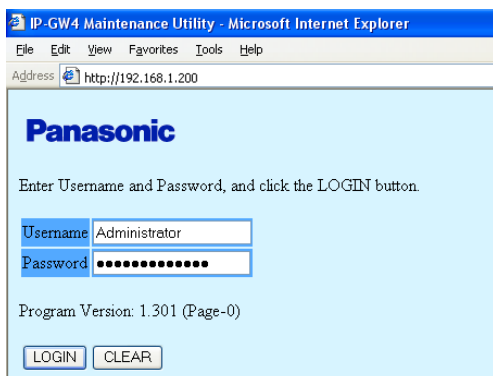 IP-GW4 Maintenance Utility - Microsoft Internet Explorer
File Edit View Favorites Tools Help
Address http://192.168.1.200
Panasonic
Enter Username and Password, and click the LOGIN button.
Username Administrator
Password •••••••••••••
Program Version: 1.301 (Page-0)
LOGIN CLEAR